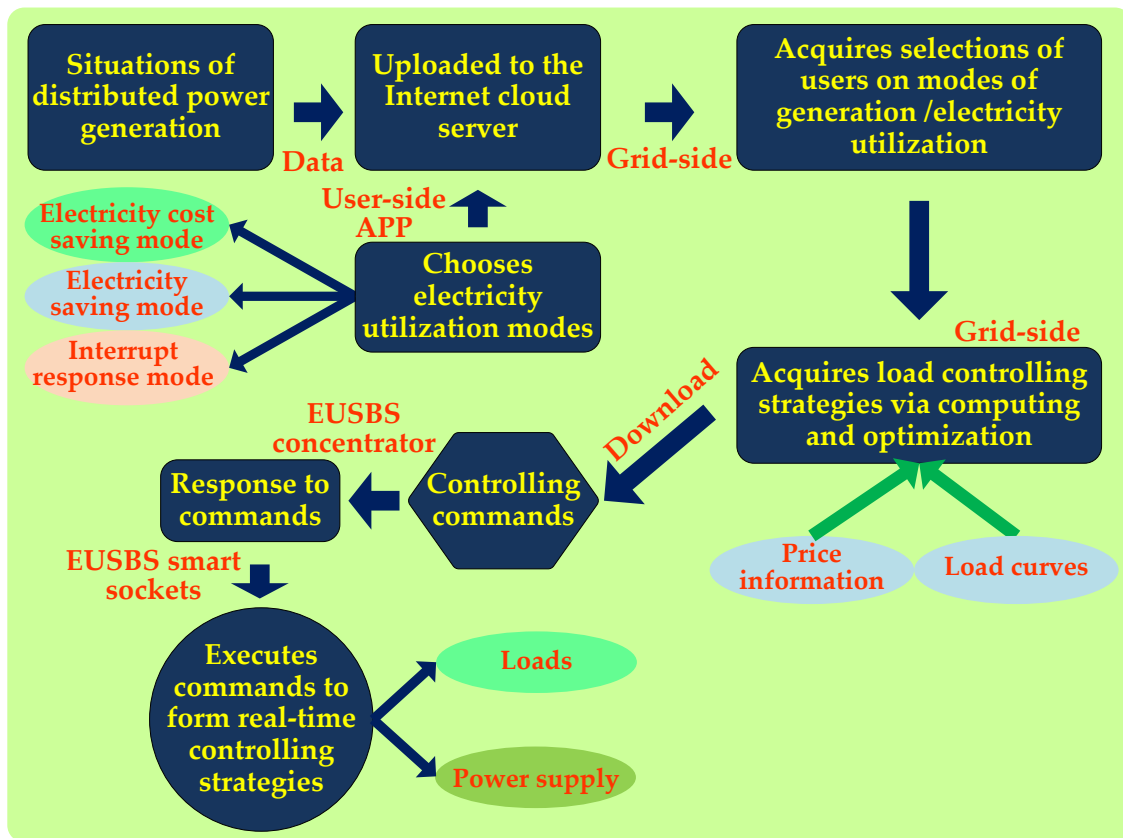 Situations of
distributed power
generation
Data
Uploaded to the
Internet cloud
server
Grid-side
Acquires selections of
users on modes of
generation /electricity
utilization
User-side
APP
Chooses
electricity
utilization modes
Electricity cost
saving mode
Electricity
saving mode
Interrupt
response mode
Grid-side
Acquires load controlling
strategies via computing
and optimization
Price
information
Load curves
Download
Controlling
commands
EUSBS
concentrator
Response to
commands
EUSBS smart
sockets
Executes
commands to
form real-time
controlling
strategies
Loads
Power supply